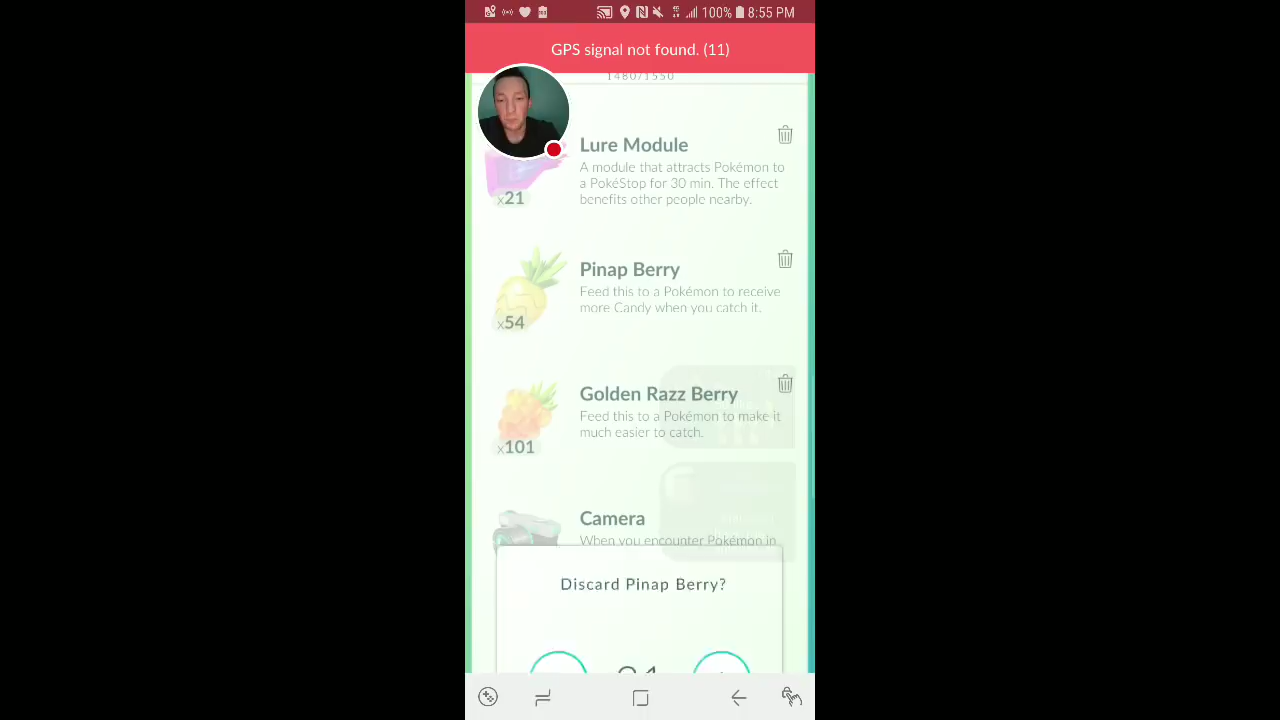 100% 8:55 PM
GPS signal not found. (11)
1480/1550
Lure Module
A module that attracts Pokémon to
a PokéStop for 30 min. The effect
benefits other people nearby.
x21
Pinap Berry
Feed this to a Pokémon to receive
more Candy when you catch it.
x54
Golden Razz Berry
Feed this to a Pokémon to make it
much easier to catch.
x101
Camera
When you encounter Pokémon in
Discard Pinap Berry?